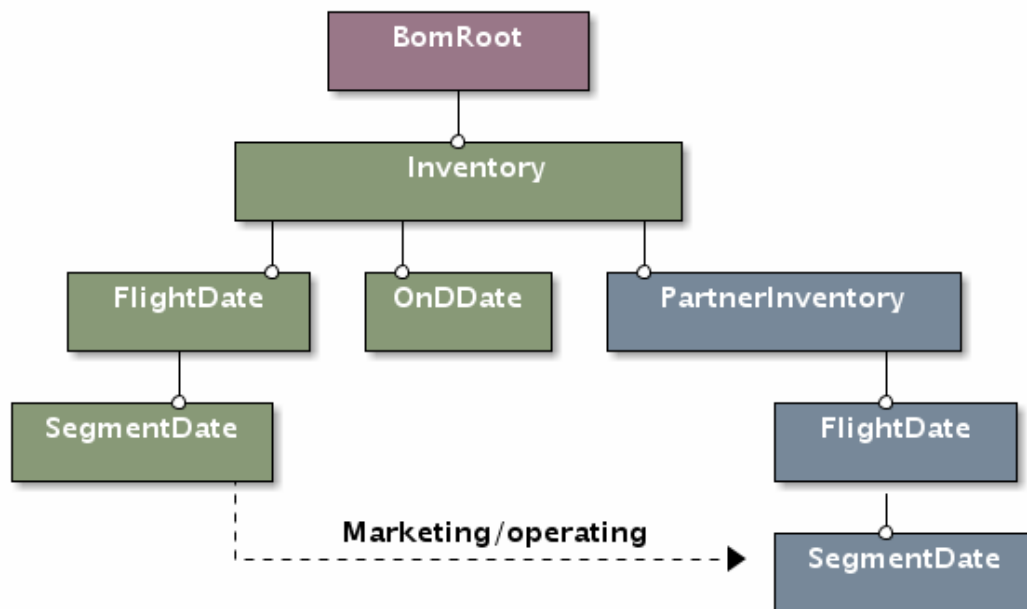 BomRoot
Inventory
FlightDate
OnDDate
PartnerInventory
SegmentDate
FlightDate
Marketing/operating
SegmentDate